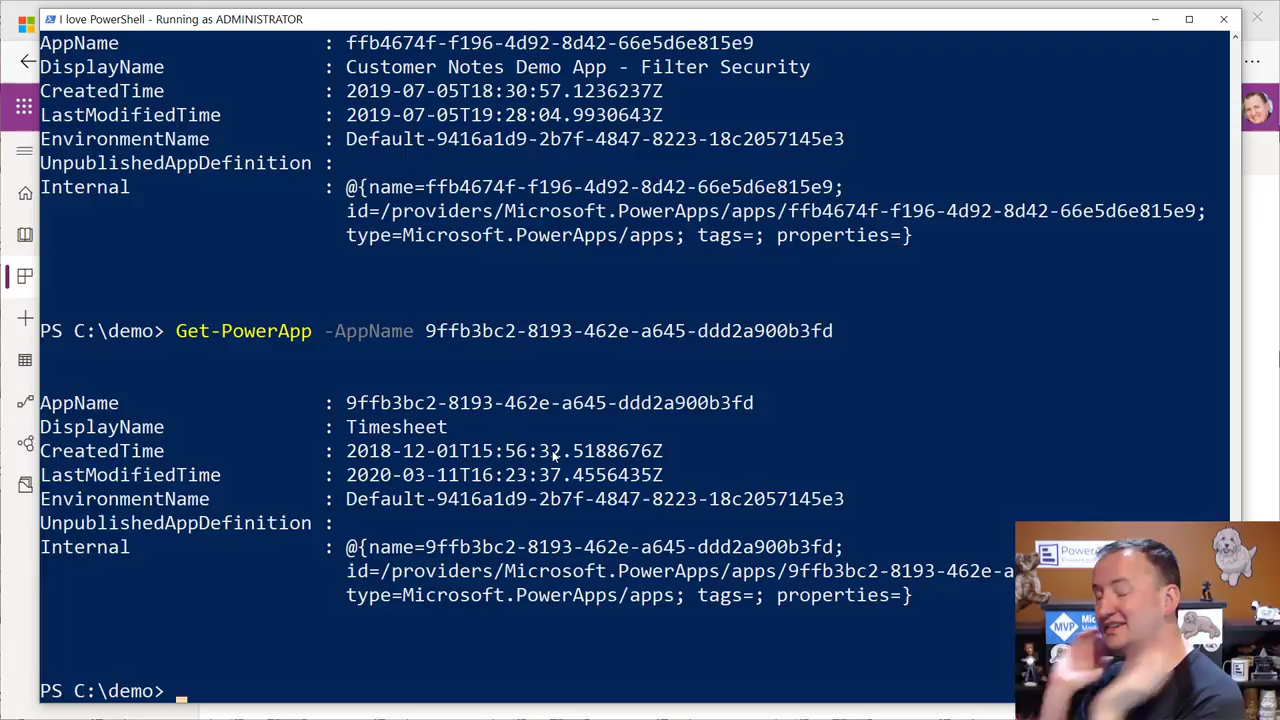 I love PowerShell - Running as ADMINISTRATOR
AppName : ffb4674f-f196-4d92-8d42-66e5d6e815e9
DisplayName : Customer Notes Demo App - Filter Security
CreatedTime : 2019-07-05T18:30:57.1236237Z
LastModifiedTime : 2019-07-05T19:28:04.9930643Z
EnvironmentName : Default-9416a1d9-2b7f-4847-8223-18c2057145e3
UnpublishedAppDefinition :
Internal : @{name=ffb4674f-f196-4d92-8d42-66e5d6e815e9;
id=/providers/Microsoft.PowerApps/apps/ffb4674f-f196-4d92-8d42-66e5d6e815e9;
type=Microsoft.PowerApps/apps; tags=; properties=}
PS C:\demo> Get-PowerApp -AppName 9ffb3bc2-8193-462e-a645-ddd2a900b3fd
AppName : 9ffb3bc2-8193-462e-a645-ddd2a900b3fd
DisplayName : Timesheet
CreatedTime : 2018-12-01T15:56:32.5188676Z
LastModifiedTime : 2020-03-11T16:23:37.4556435Z
EnvironmentName : Default-9416a1d9-2b7f-4847-8223-18c2057145e3
UnpublishedAppDefinition :
Internal : @{name=9ffb3bc2-8193-462e-a645-ddd2a900b3fd;
id=/providers/Microsoft.PowerApps/apps/9ffb3bc2-8193-462e-a
type=Microsoft.PowerApps/apps; tags=; properties=}
PS C:\demo>
PowerA
MVP